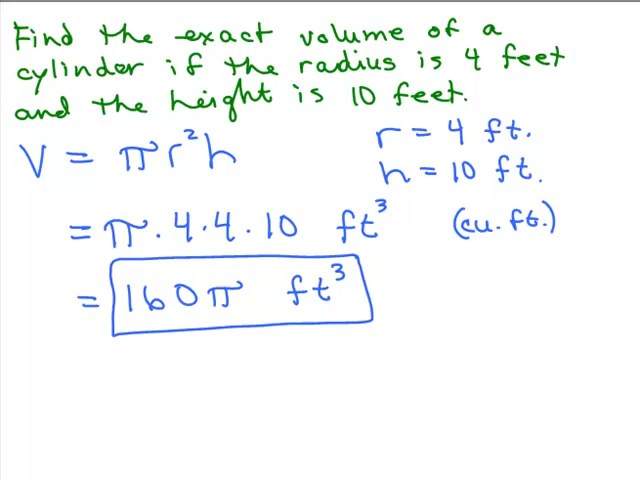 Find the exact volume of a
cylinder if the radius is 4 feet
and the height is 10 feet.
V = πr²h
r = 4 ft.
h = 10 ft.
= π · 4 · 4 · 10 ft³ (cu. ft.)
= 160π ft³